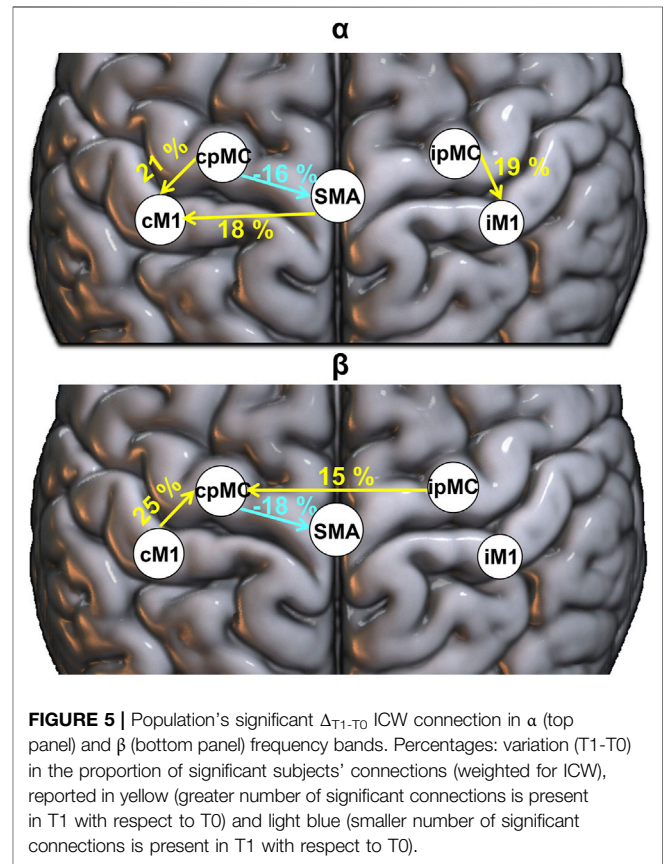 α
21 %
cpMC
-16 %
SMA
ipMC
19 %
cM1
18 %
iM1
β
25 %
cpMC
15 %
ipMC
-18 %
SMA
cM1
iM1
FIGURE 5 | Population's significant ΔT1-T0 ICW connection in α (top
panel) and β (bottom panel) frequency bands. Percentages: variation (T1-T0)
in the proportion of significant subjects' connections (weighted for ICW),
reported in yellow (greater number of significant connections is present
in T1 with respect to T0) and light blue (smaller number of significant
connections is present in T1 with respect to T0).